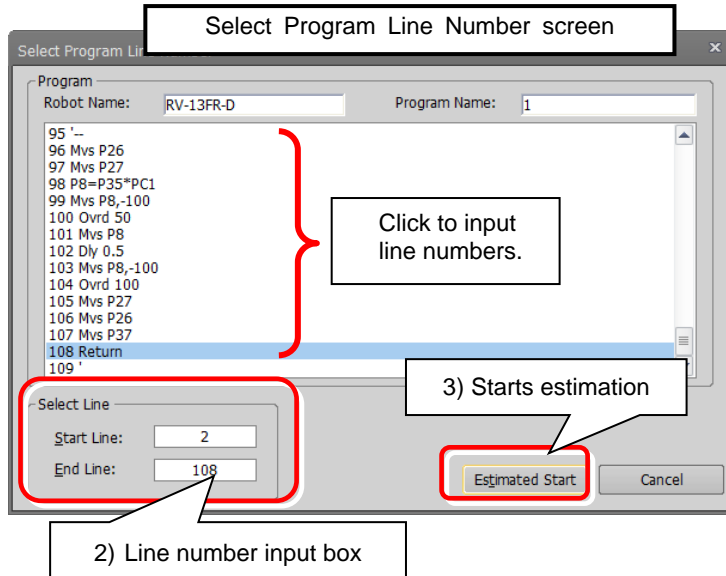 Select Program Line Number screen
Select Program Lin
Program
Robot Name: RV-13FR-D Program Name: 1
95 '--
96 Mvs P26
97 Mvs P27
98 P8=P35*PC1
99 Mvs P8,-100
100 Ovrd 50
101 Mvs P8
102 Dly 0.5
103 Mvs P8,-100
104 Ovrd 100
105 Mvs P27
106 Mvs P26
107 Mvs P37
108 Return
109 '
Click to input
line numbers.
3) Starts estimation
Select Line
Start Line: 2
End Line: 108
Estimated Start Cancel
2) Line number input box